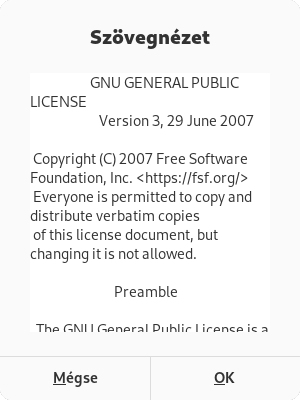 Szövegnézet
GNU GENERAL PUBLIC
LICENSE
Version 3, 29 June 2007
Copyright (C) 2007 Free Software
Foundation, Inc. <https://fsf.org/>
Everyone is permitted to copy and
distribute verbatim copies
of this license document, but
changing it is not allowed.
Preamble
The GNU General Public License is a
Mégse
OK